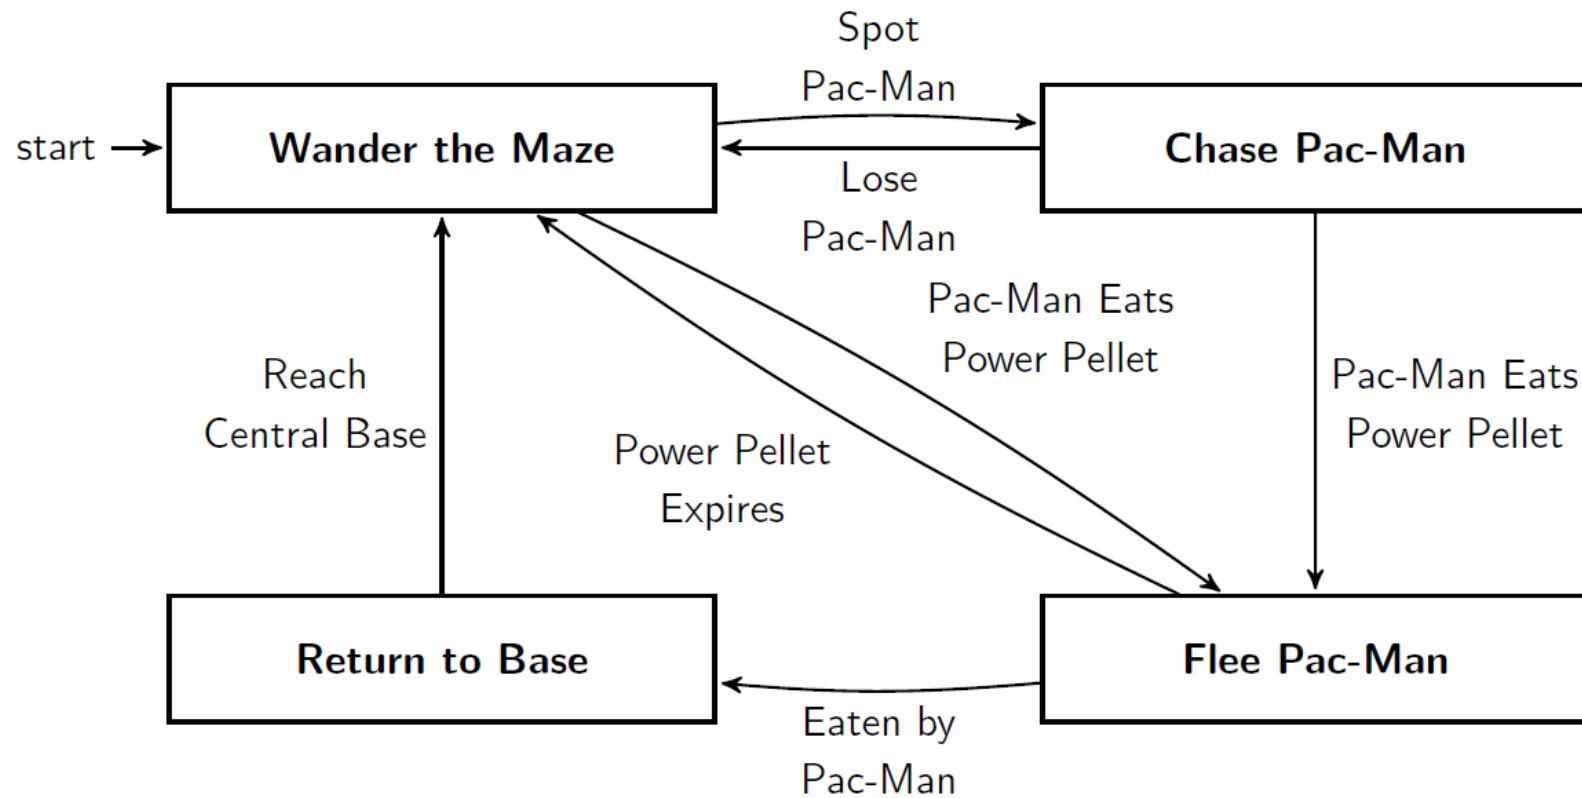 Spot
Pac-Man
start
Wander the Maze
Chase Pac-Man
Lose
Pac-Man
Pac-Man Eats
Power Pellet
Reach
Central Base
Pac-Man Eats
Power Pellet
Power Pellet
Expires
Return to Base
Flee Pac-Man
Eaten by
Pac-Man